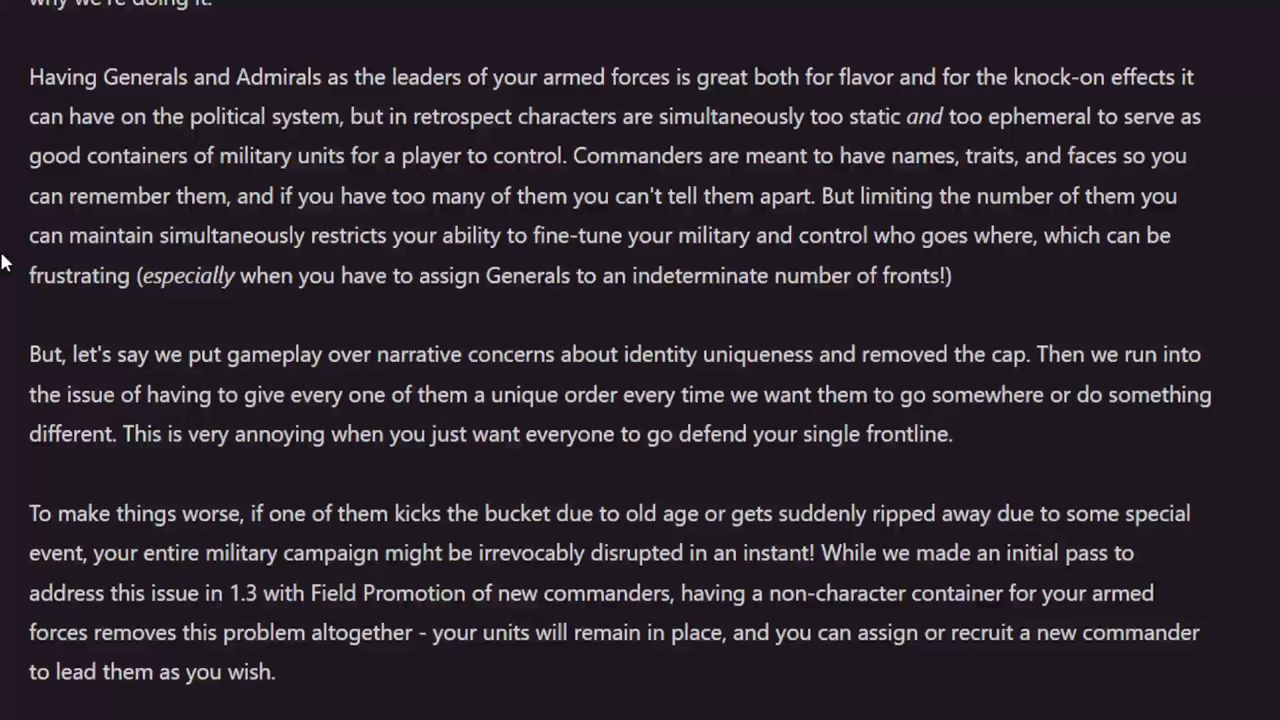 why we're doing it.
Having Generals and Admirals as the leaders of your armed forces is great both for flavor and for the knock-on effects it
can have on the political system, but in retrospect characters are simultaneously too static and too ephemeral to serve as
good containers of military units for a player to control. Commanders are meant to have names, traits, and faces so you
can remember them, and if you have too many of them you can't tell them apart. But limiting the number of them you
can maintain simultaneously restricts your ability to fine-tune your military and control who goes where, which can be
frustrating (especially when you have to assign Generals to an indeterminate number of fronts!)
But, let's say we put gameplay over narrative concerns about identity uniqueness and removed the cap. Then we run into
the issue of having to give every one of them a unique order every time we want them to go somewhere or do something
different. This is very annoying when you just want everyone to go defend your single frontline.
To make things worse, if one of them kicks the bucket due to old age or gets suddenly ripped away due to some special
event, your entire military campaign might be irrevocably disrupted in an instant! While we made an initial pass to
address this issue in 1.3 with Field Promotion of new commanders, having a non-character container for your armed
forces removes this problem altogether - your units will remain in place, and you can assign or recruit a new commander
to lead them as you wish.